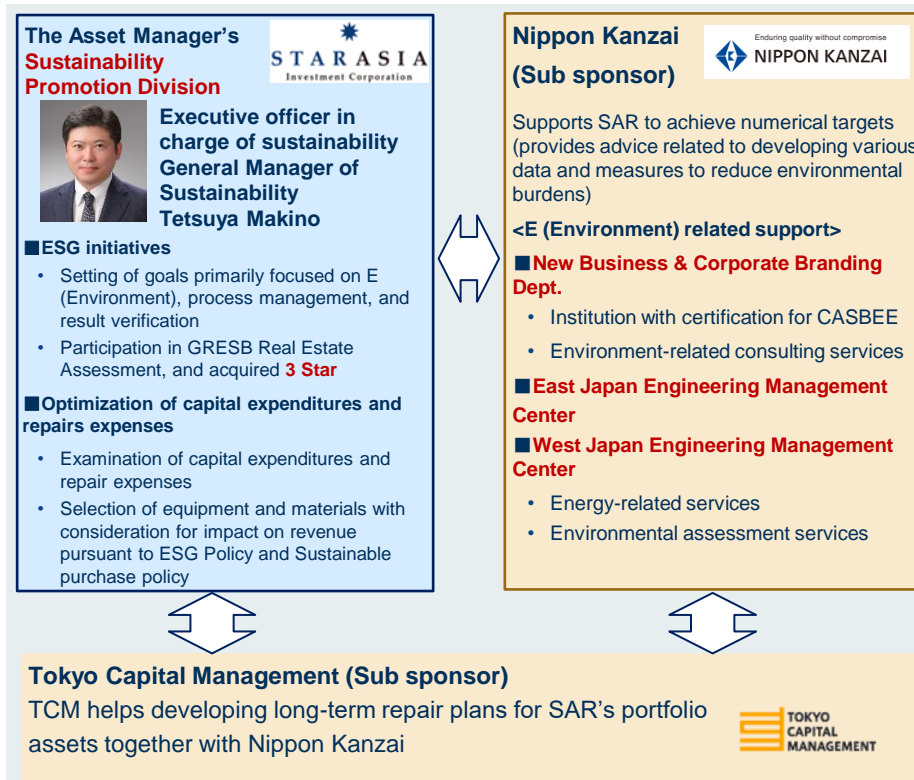 The Asset Manager's
Sustainability
Promotion Division
STARASIA
Investment Corporation
Executive officer in
charge of sustainability
General Manager of
Sustainability
Tetsuya Makino
■ESG initiatives
• Setting of goals primarily focused on E
(Environment), process management, and
result verification
• Participation in GRESB Real Estate
Assessment, and acquired 3 Star
■Optimization of capital expenditures and
repairs expenses
• Examination of capital expenditures and
repair expenses
• Selection of equipment and materials with
consideration for impact on revenue
pursuant to ESG Policy and Sustainable
purchase policy
Nippon Kanzai
(Sub sponsor)
Enduring quality without compromise
NIPPON KANZAI
Supports SAR to achieve numerical targets
(provides advice related to developing various
data and measures to reduce environmental
burdens)
<E (Environment) related support>
■New Business & Corporate Branding
Dept.
• Institution with certification for CASBEE
• Environment-related consulting services
■East Japan Engineering Management
Center
■West Japan Engineering Management
Center
• Energy-related services
• Environmental assessment services
Tokyo Capital Management (Sub sponsor)
TCM helps developing long-term repair plans for SAR's portfolio
assets together with Nippon Kanzai
TOKYO
CAPITAL
MANAGEMENT